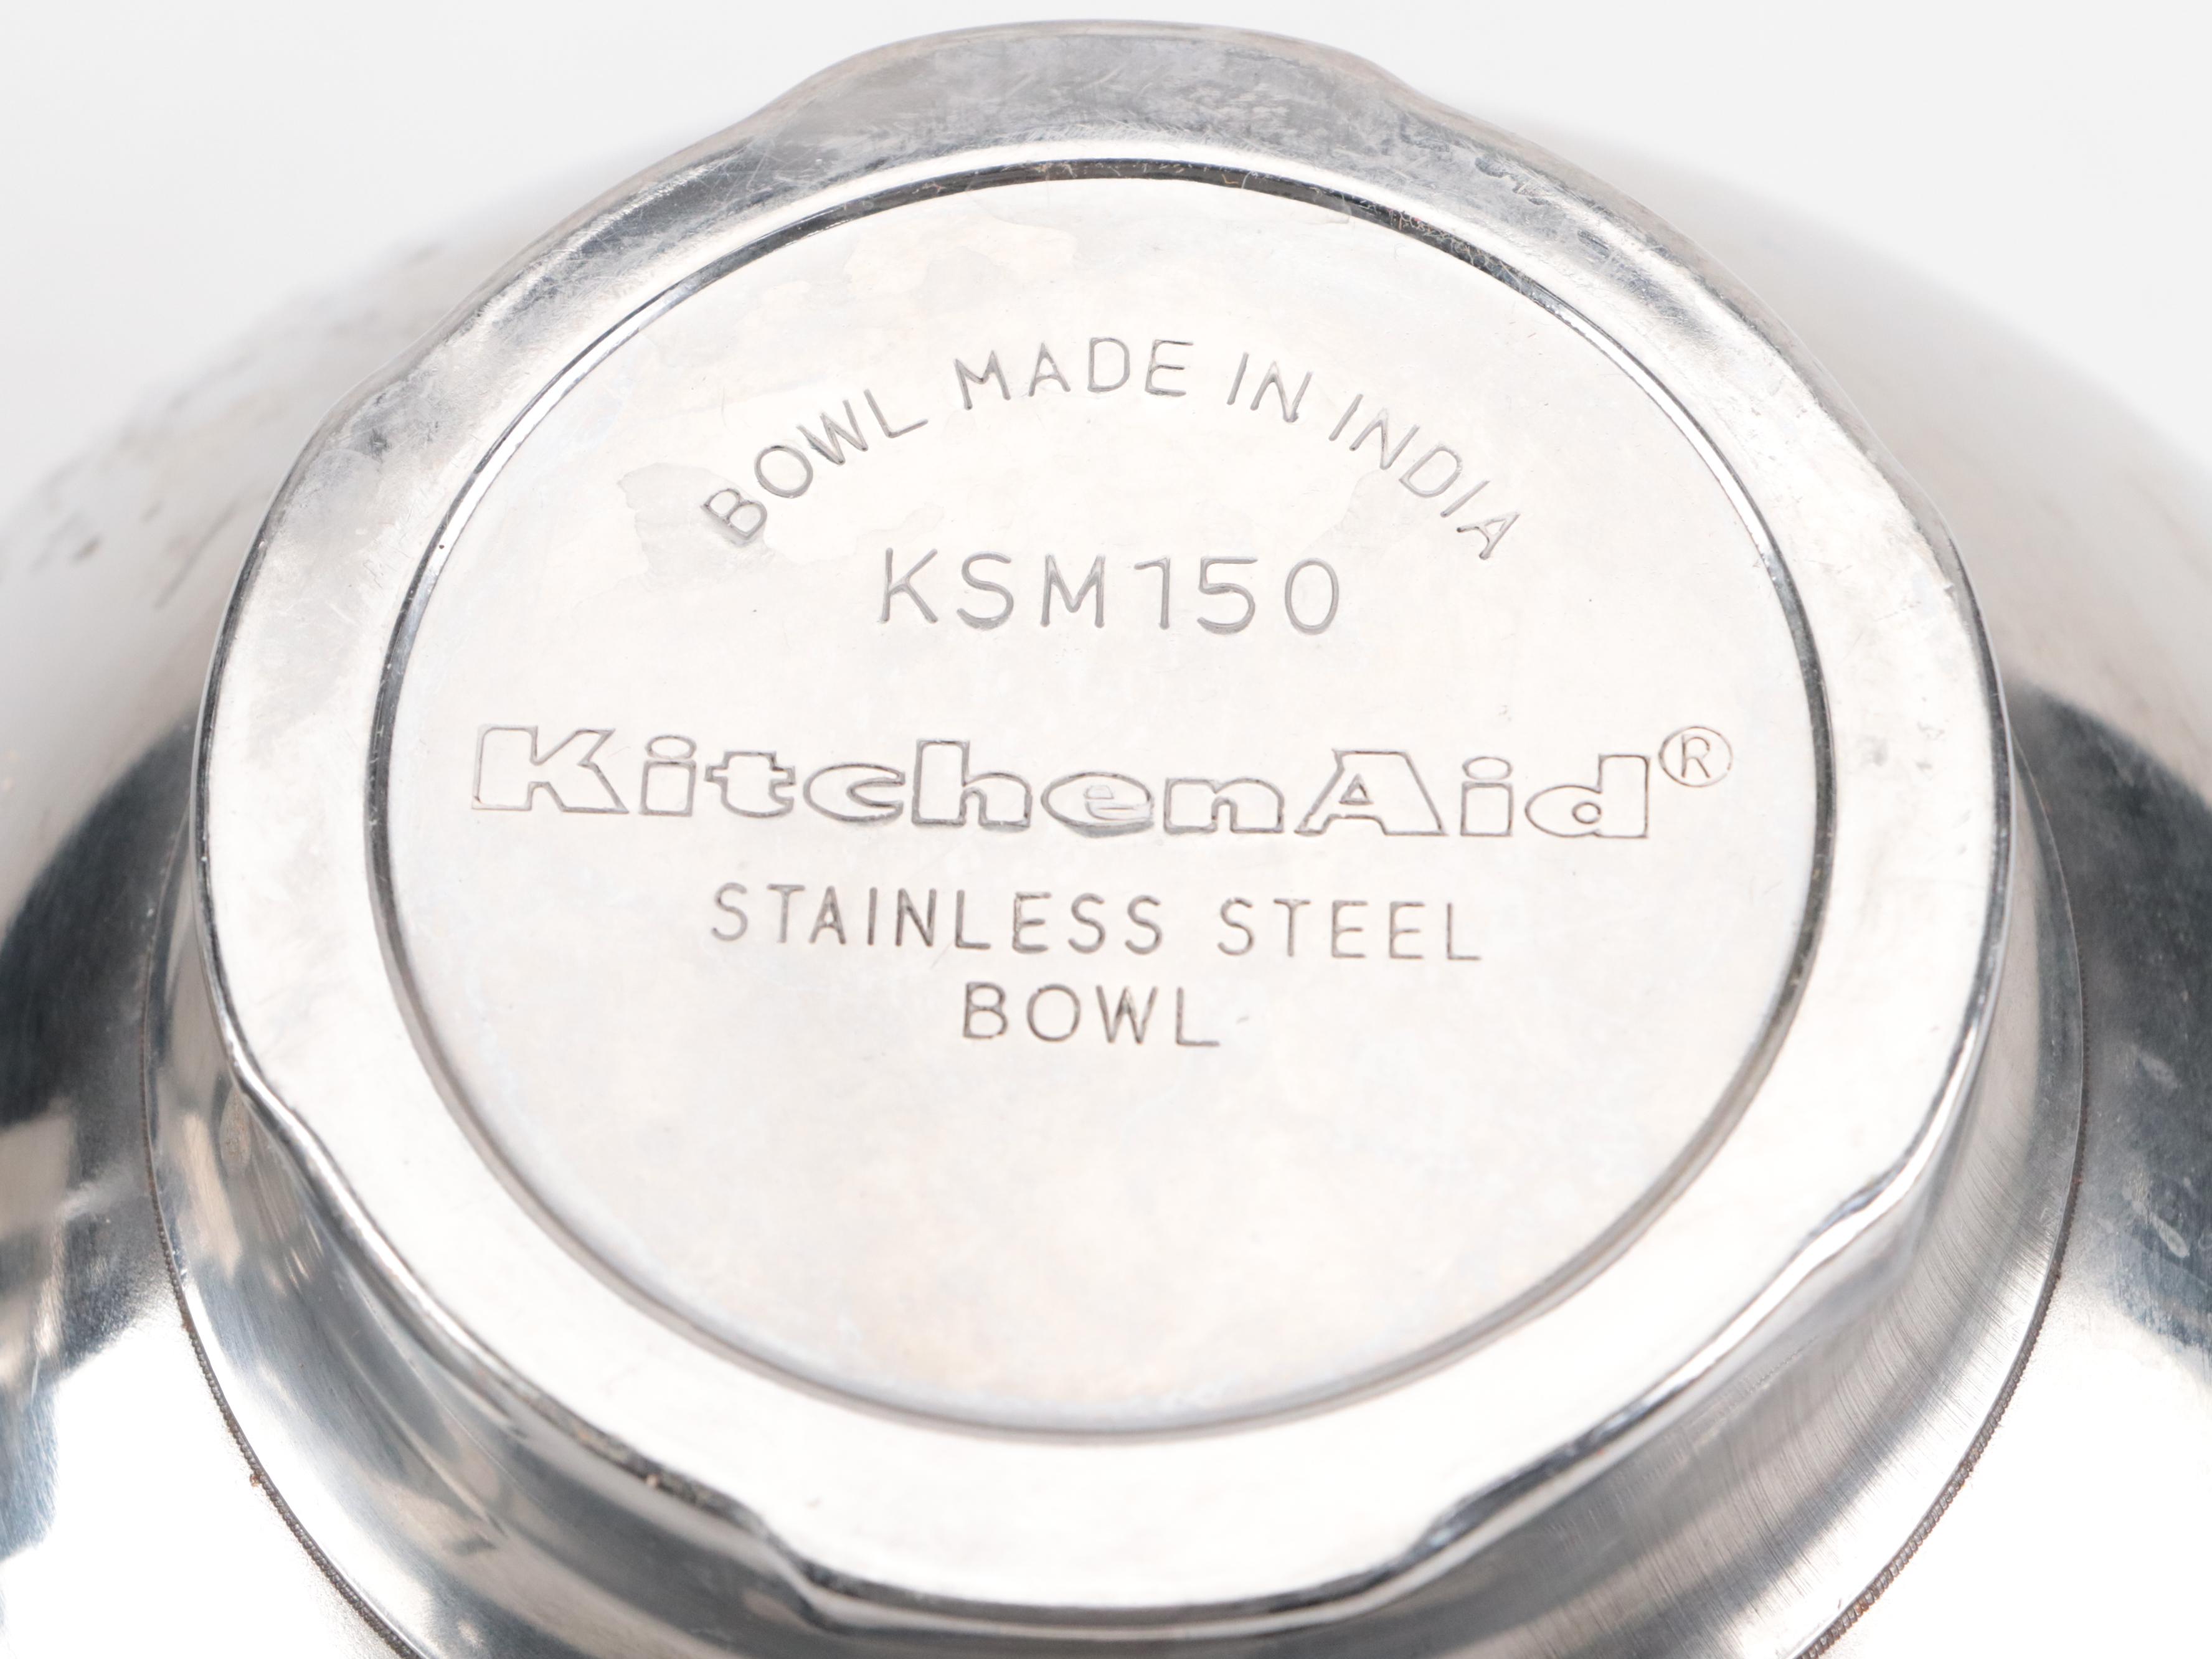 BOWL MADE IN INDIA
KSM150
KitchenAid®
STAINLESS STEEL
BOWL